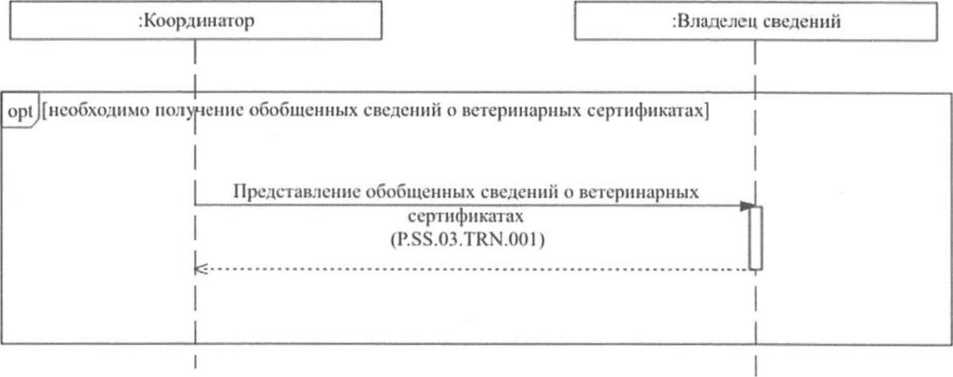 :Координатор
:Владелец сведений
opt [необходимо получение обобщенных сведений о ветеринарных сертификатах]
Представление обобщенных сведений о ветеринарных
сертификатах
(P.SS.03.TRN.001)